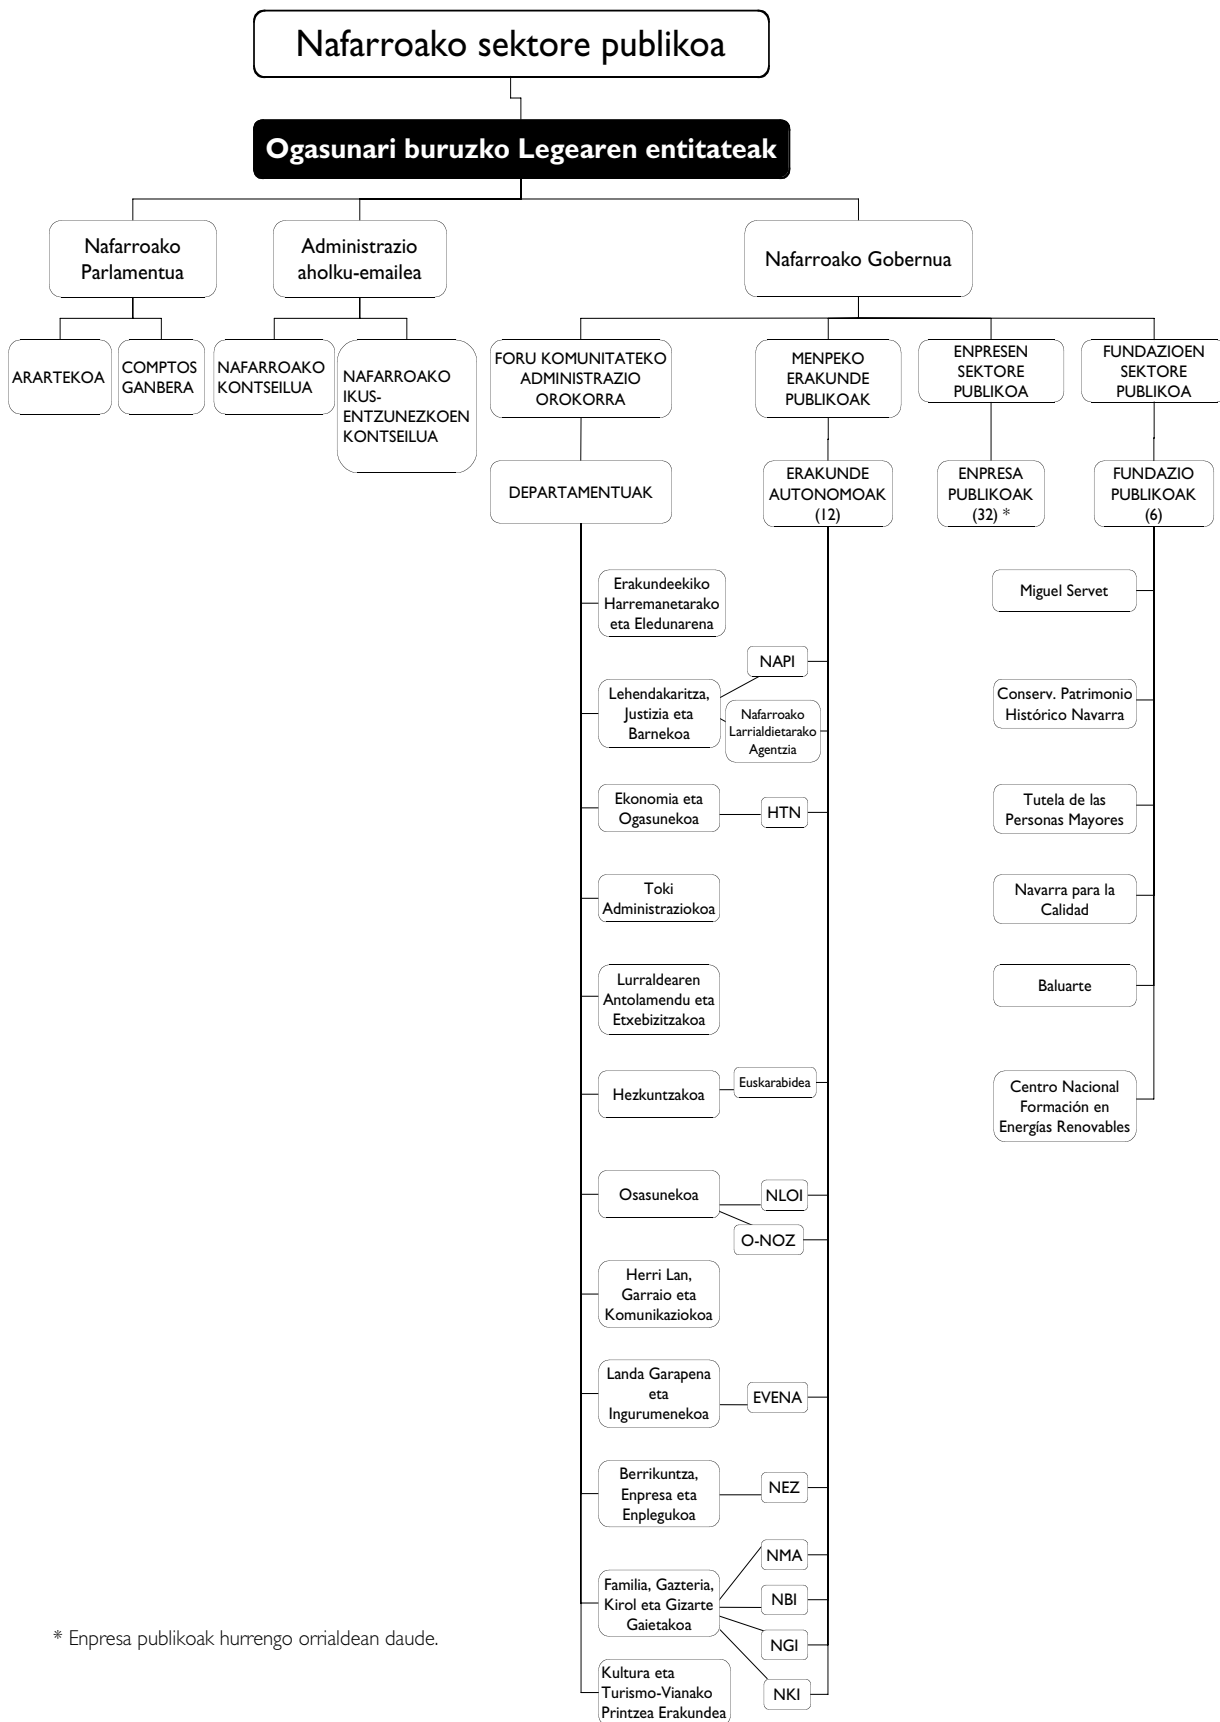 Nafarroako sektore publikoa
Ogasunari buruzko Legearen entitateak
Nafarroako
Parlamentua
Administrazio
aholku-emailea
Nafarroako Gobernua
ARARTEKOA
COMPTOS
GANBERA
NAFARROAKO
KONTSEILUA
NAFARROAKO
IKUS-
ENTZUNEZKOEN
KONTSEILUA
FORU KOMUNITATEKO
ADMINISTRAZIO
OROKORRA
MENPEKO
ERAKUNDE
PUBLIKOAK
ENPRESEN
SEKTORE
PUBLIKOA
FUNDAZIOEN
SEKTORE
PUBLIKOA
DEPARTAMENTUAK
ERAKUNDE
AUTONOMOAK
(12)
ENPRESA
PUBLIKOAK
(32) *
FUNDAZIO
PUBLIKOAK
(6)
Erakundeekiko
Harremanetarako
eta Eledunarena
Lehendakaritza,
Justizia eta
Barnekoa
NAPI
Nafarroako
Larrialdietarako
Agentzia
Ekonomia eta
Ogasunekoa
HTN
Toki
Administraziokoa
Lurraldearen
Antolamendu eta
Etxebizitzakoa
Hezkuntzakoa
Euskarabidea
Osasunekoa
NLOI
O-NOZ
Herri Lan,
Garraio eta
Komunikaziokoa
Landa Garapena
eta
Ingurumenekoa
EVENA
Berrikuntza,
Enpresa eta
Enplegukoa
NEZ
Familia, Gazteria,
Kirol eta Gizarte
Gaietakoa
NMA
NBI
NGI
NKI
Kultura eta
Turismo-Vianako
Printzea Erakundea
Miguel Servet
Conserv. Patrimonio
Histórico Navarra
Tutela de las
Personas Mayores
Navarra para la
Calidad
Baluarte
Centro Nacional
Formación en
Energías Renovables
* Enpresa publikoak hurrengo orrialdean daude.